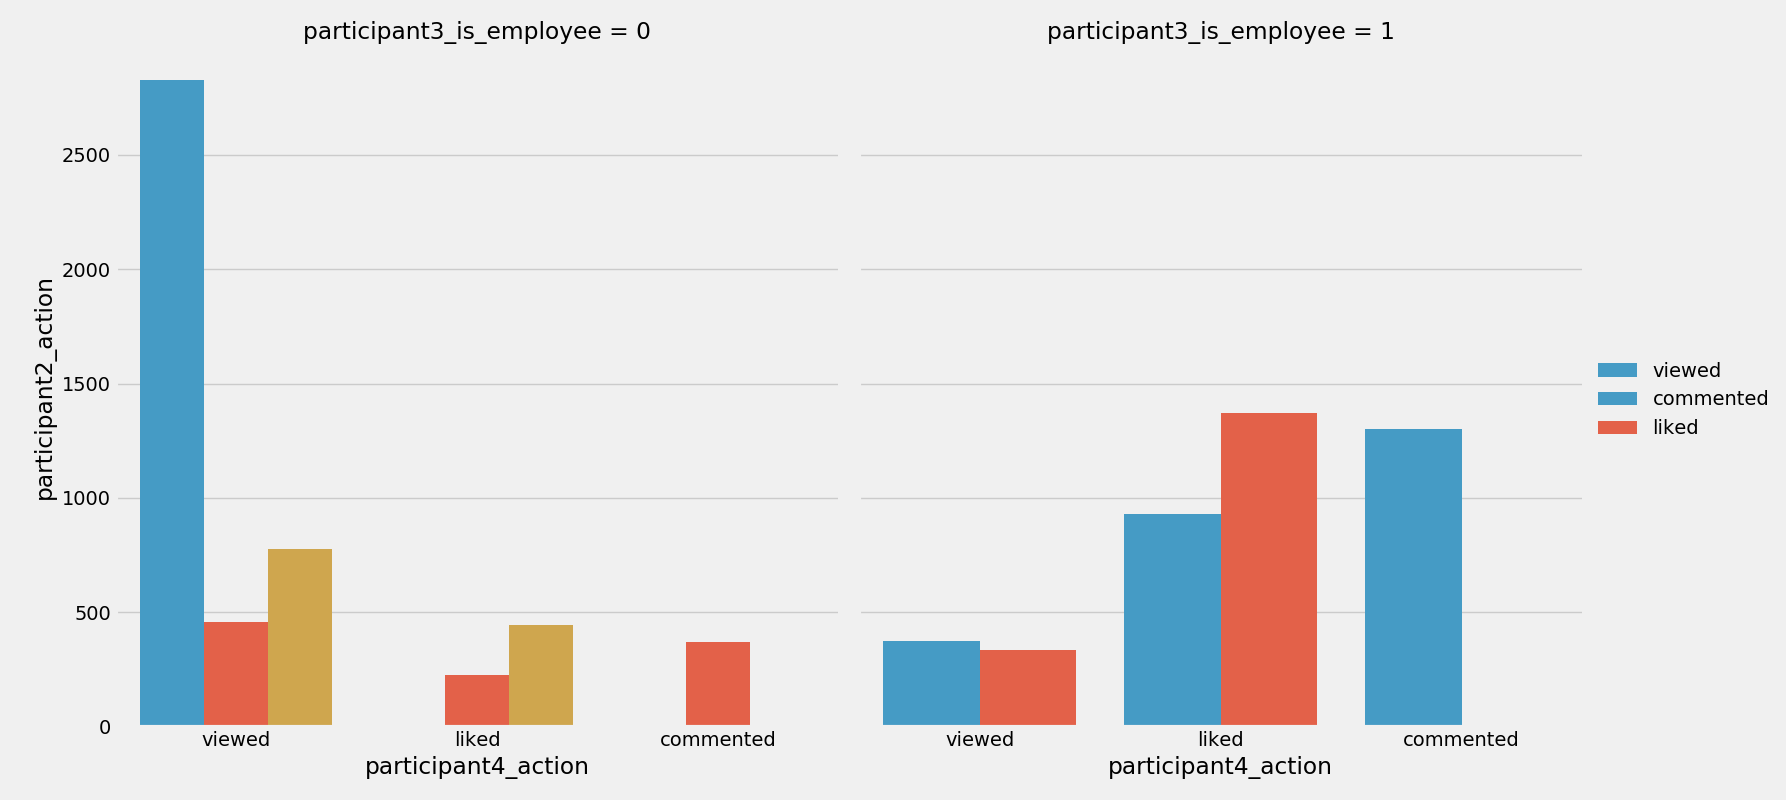 participant3_is_employee = 0
participant3_is_employee = 1
participant2_action
2500
2000
1500
1000
500
0
viewed
liked
commented
participant4_action
viewed
liked
commented
participant4_action
viewed
commented
liked